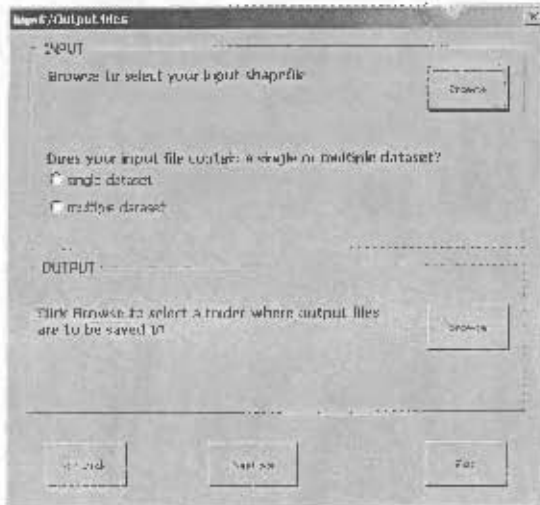 Input/Output files
INPUT
Browse to select your input shapefile
Browse
Does your input file contain a single or multiple dataset?
single dataset
multiple dataset
OUTPUT
Click Browse to select a folder where output files
are to be saved in
Browse